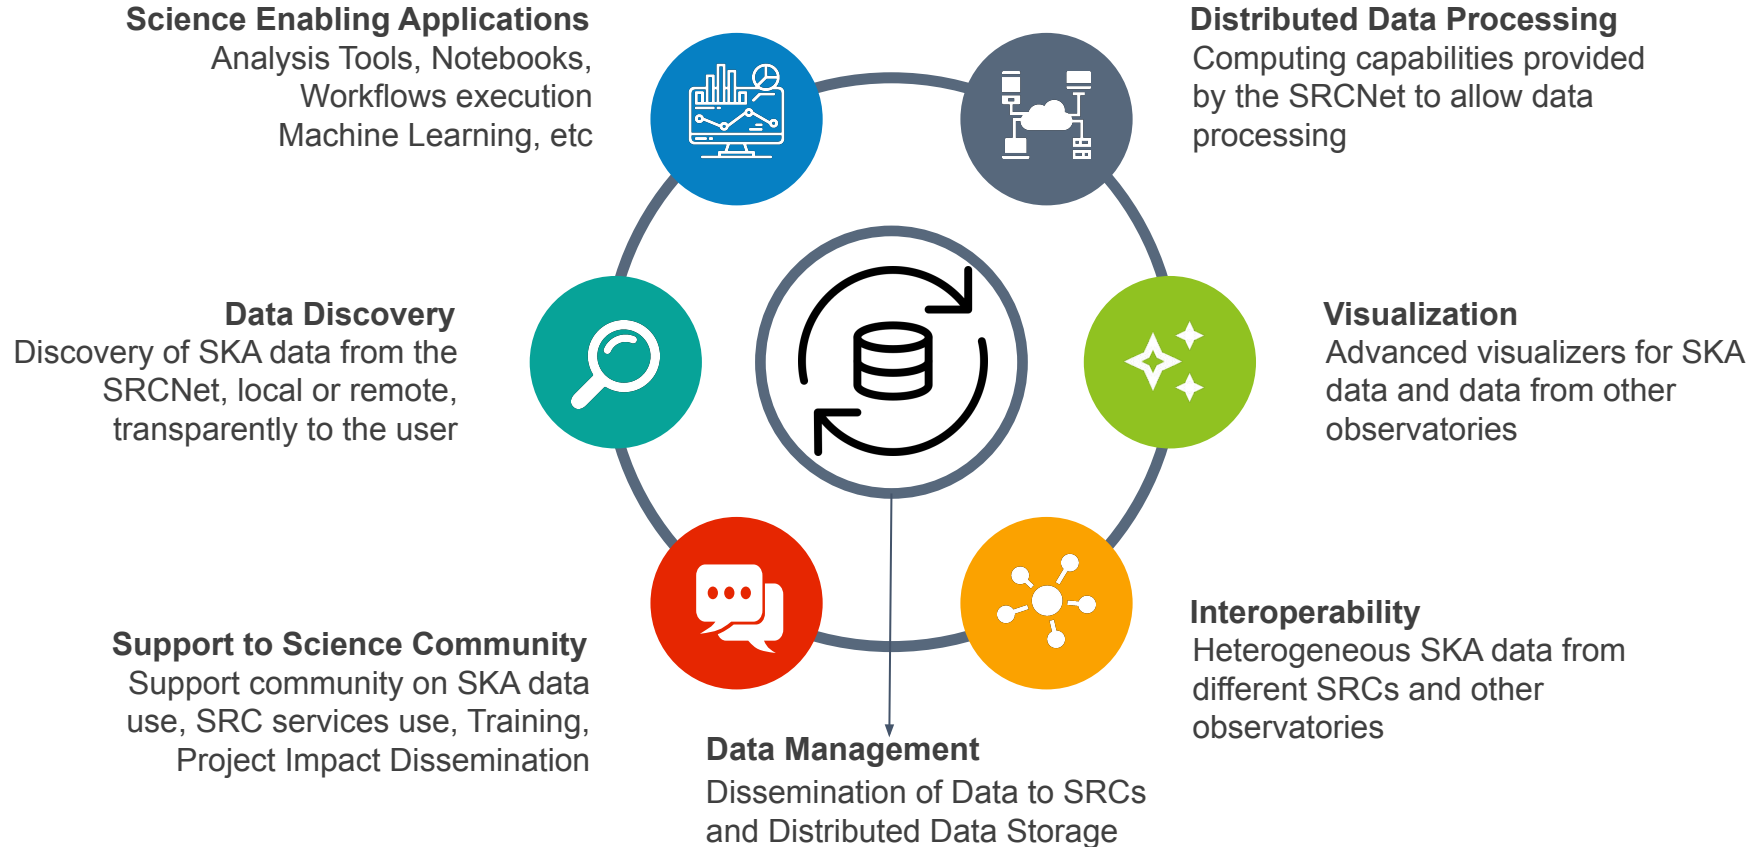 Science Enabling Applications
Analysis Tools, Notebooks,
Workflows execution
Machine Learning, etc
Distributed Data Processing
Computing capabilities provided
by the SRCNet to allow data
processing
Data Discovery
Discovery of SKA data from the
SRCNet, local or remote,
transparently to the user
Visualization
Advanced visualizers for SKA
data and data from other
observatories
Support to Science Community
Support community on SKA data
use, SRC services use, Training,
Project Impact Dissemination
Interoperability
Heterogeneous SKA data from
different SRCs and other
observatories
Data Management
Dissemination of Data to SRCs
and Distributed Data Storage